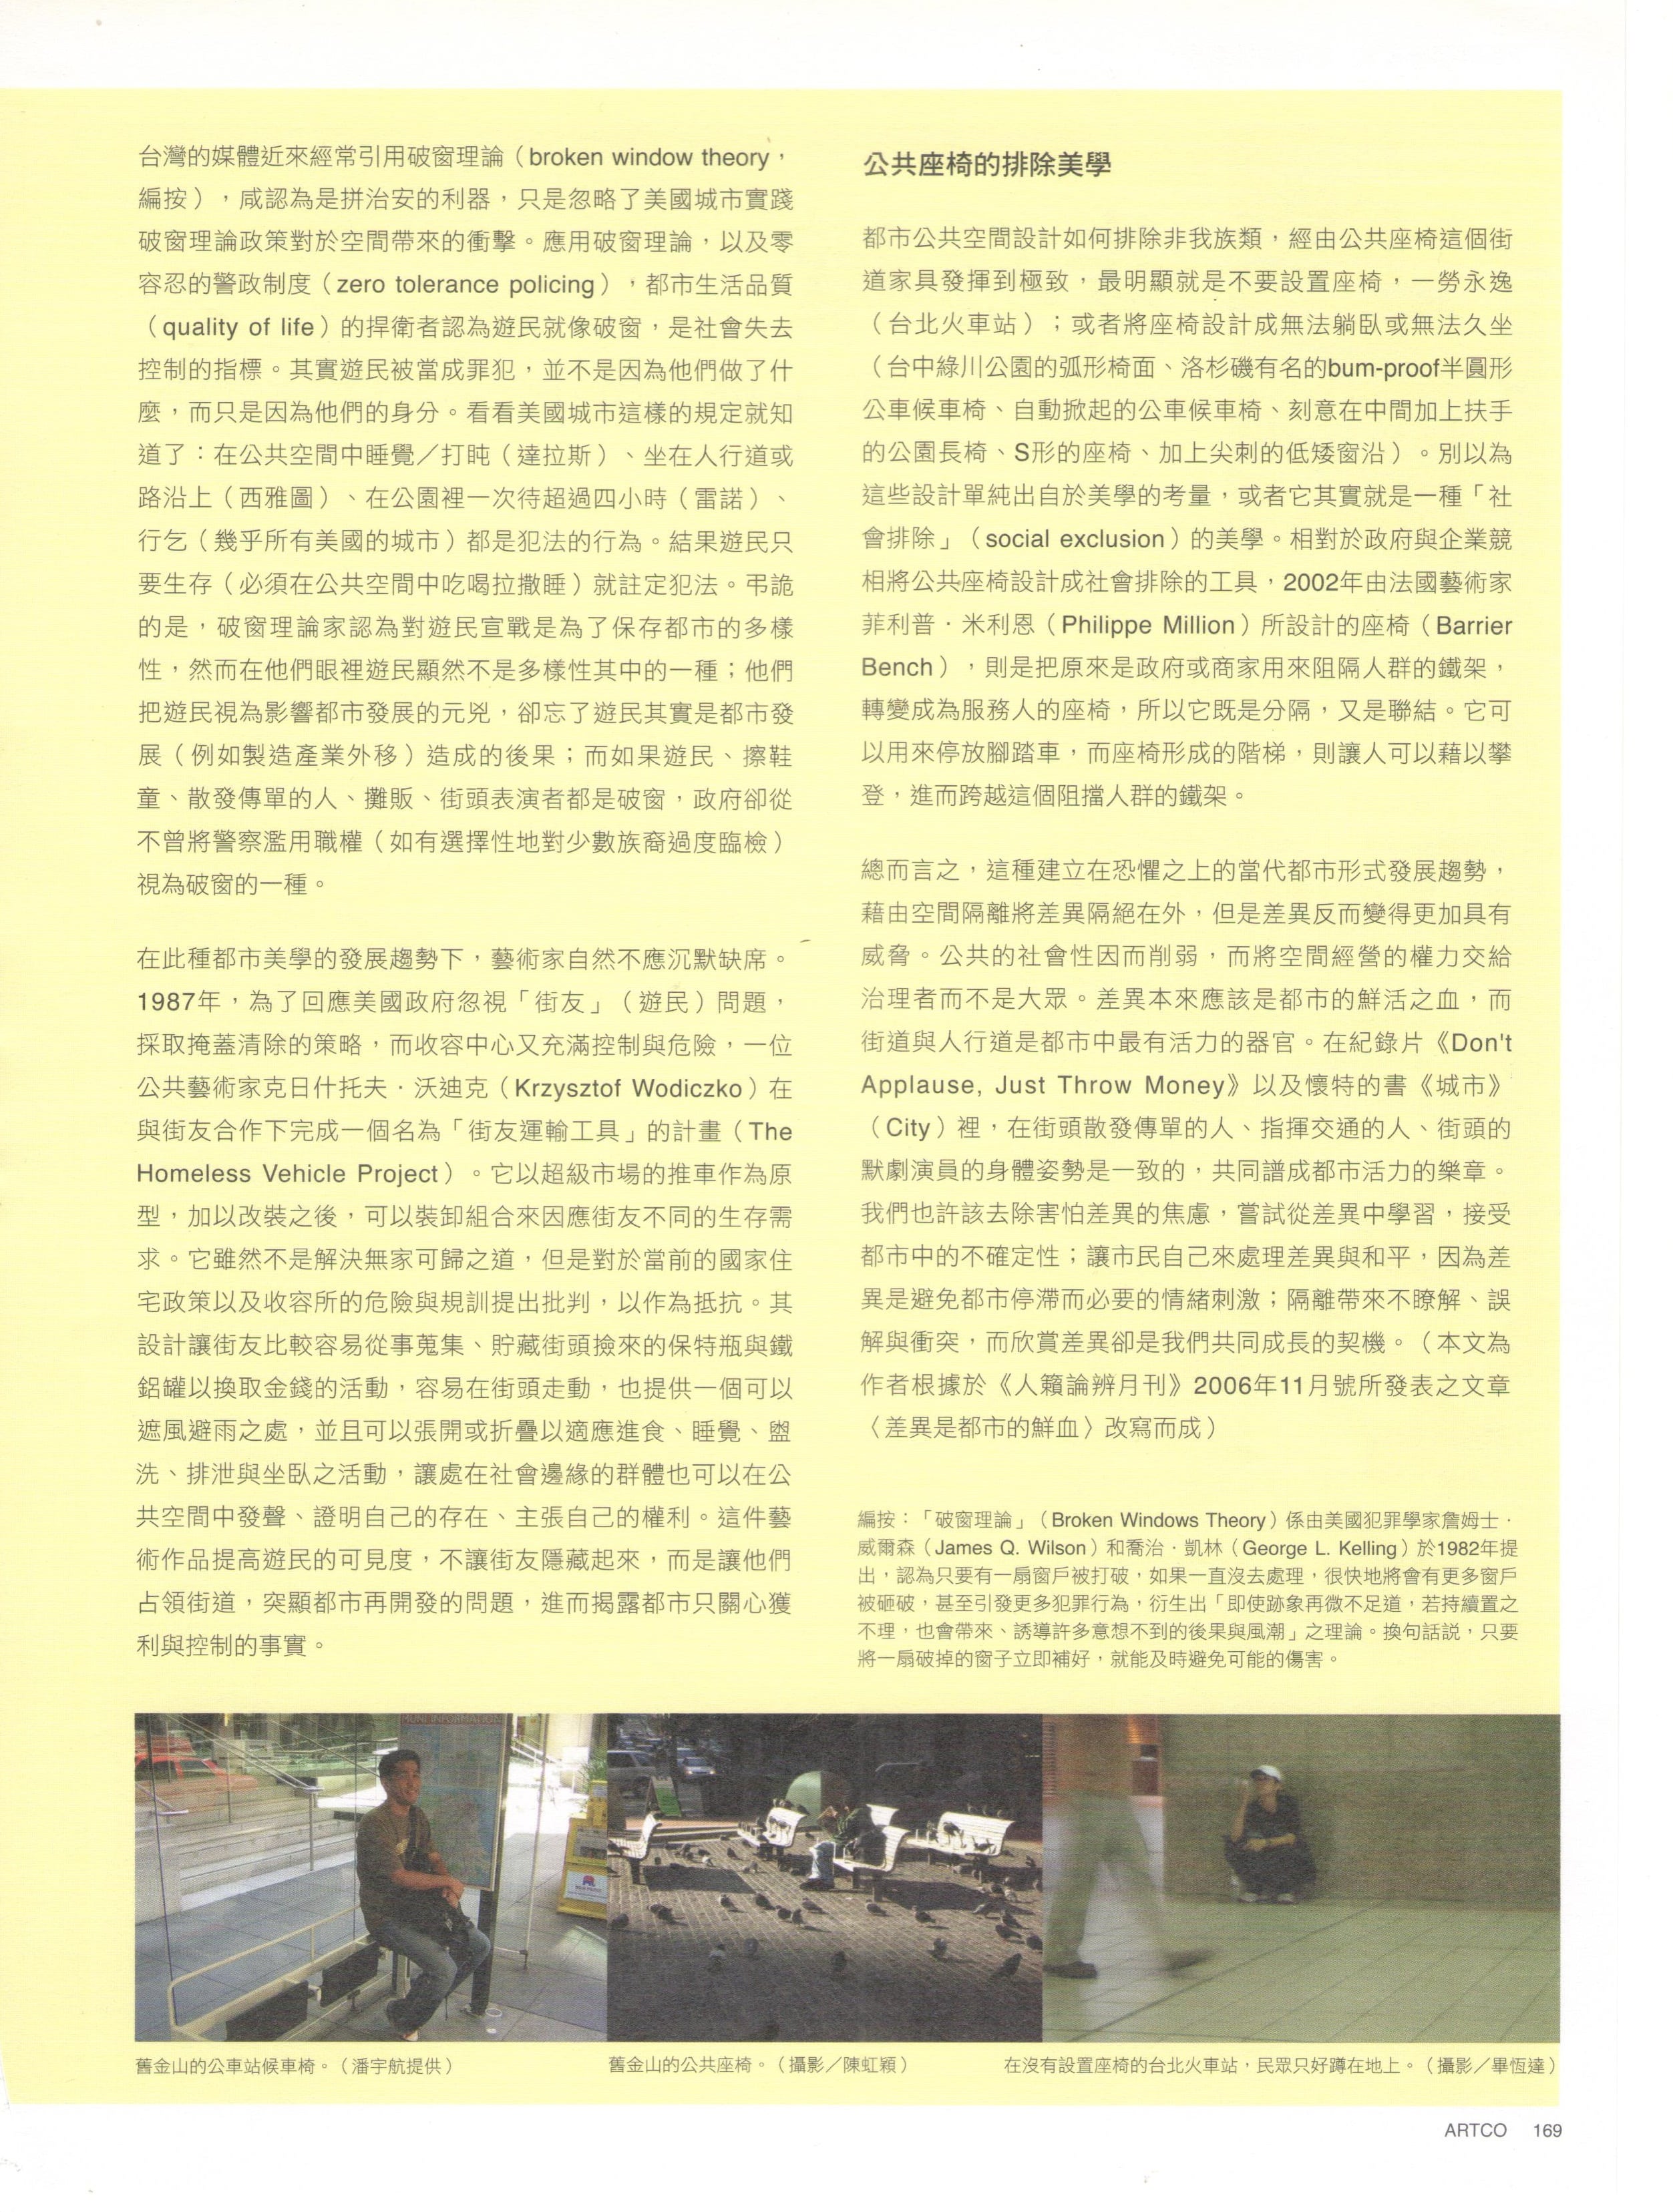 台灣的媒體近來經常引用破窗理論（broken window theory，
編按），咸認為是拼治安的利器，只是忽略了美國城市實踐
破窗理論政策對於空間帶來的衝擊。應用破窗理論，以及零
容忍的警政制度（zero tolerance policing），都市生活品質
（quality of life）的捍衛者認為遊民就像破窗，是社會失去
控制的指標。其實遊民被當成罪犯，並不是因為他們做了什
麼，而只是因為他們的身分。看看美國城市這樣的規定就知
道了：在公共空間中睡覺／打盹（達拉斯）、坐在人行道或
路沿上（西雅圖）、在公園裡一次待超過四小時（雷諾）、
行乞（幾乎所有美國的城市）都是犯法的行為。結果遊民只
要生存（必須在公共空間中吃喝拉撒睡）就註定犯法。弔詭
的是，破窗理論家認為對遊民宣戰是為了保存都市的多樣
性，然而在他們眼裡遊民顯然不是多樣性其中的一種；他們
把遊民視為影響都市發展的元兇，卻忘了遊民其實是都市發
展（例如製造產業外移）造成的後果；而如果遊民、擦鞋
童、散發傳單的人、攤販、街頭表演者都是破窗，政府卻從
不曾將警察濫用職權（如有選擇性地對少數族裔過度臨檢）
視為破窗的一種。
在此種都市美學的發展趨勢下，藝術家自然不應沉默缺席。
1987年，為了回應美國政府忽視「街友」（遊民）問題，
採取掩蓋清除的策略，而收容中心又充滿控制與危險，一位
公共藝術家克日什托夫．沃迪克（Krzysztof Wodiczko）在
與街友合作下完成一個名為「街友運輸工具」的計畫（The
Homeless Vehicle Project）。它以超級市場的推車作為原
型，加以改裝之後，可以裝卸組合來因應街友不同的生存需
求。它雖然不是解決無家可歸之道，但是對於當前的國家住
宅政策以及收容所的危險與規訓提出批判，以作為抵抗。其
設計讓街友比較容易從事蒐集、貯藏街頭撿來的保特瓶與鐵
鋁罐以換取金錢的活動，容易在街頭走動，也提供一個可以
遮風避雨之處，並且可以張開或折疊以適應進食、睡覺、盥
洗、排泄與坐臥之活動，讓處在社會邊緣的群體也可以在公
共空間中發聲、證明自己的存在、主張自己的權利。這件藝
術作品提高遊民的可見度，不讓街友隱藏起來，而是讓他們
占領街道，突顯都市再開發的問題，進而揭露都市只關心獲
利與控制的事實。
公共座椅的排除美學
都市公共空間設計如何排除非我族類，經由公共座椅這個街
道家具發揮到極致，最明顯就是不要設置座椅，一勞永逸
（台北火車站）；或者將座椅設計成無法躺臥或無法久坐
（台中綠川公園的弧形椅面、洛杉磯有名的bum-proof半圓形
公車候車椅、自動掀起的公車候車椅、刻意在中間加上扶手
的公園長椅、S形的座椅、加上尖刺的低矮窗沿）。別以為
這些設計單純出自於美學的考量，或者它其實就是一種「社
會排除」（social exclusion）的美學。相對於政府與企業競
相將公共座椅設計成社會排除的工具，2002年由法國藝術家
菲利普．米利恩（Philippe Million）所設計的座椅（Barrier
Bench），則是把原來是政府或商家用來阻隔人群的鐵架，
轉變成為服務人的座椅，所以它既是分隔，又是聯結。它可
以用來停放腳踏車，而座椅形成的階梯，則讓人可以藉以攀
登，進而跨越這個阻擋人群的鐵架。
總而言之，這種建立在恐懼之上的當代都市形式發展趨勢，
藉由空間隔離將差異隔絕在外，但是差異反而變得更加具有
威脅。公共的社會性因而削弱，而將空間經營的權力交給
治理者而不是大眾。差異本來應該是都市的鮮活之血，而
街道與人行道是都市中最有活力的器官。在紀錄片《Don't
Applause, Just Throw Money》以及懷特的書《城市》
（City）裡，在街頭散發傳單的人、指揮交通的人、街頭的
默劇演員的身體姿勢是一致的，共同譜成都市活力的樂章。
我們也許該去除害怕差異的焦慮，嘗試從差異中學習，接受
都市中的不確定性；讓市民自己來處理差異與和平，因為差
異是避免都市停滯而必要的情緒刺激；隔離帶來不瞭解、誤
解與衝突，而欣賞差異卻是我們共同成長的契機。（本文為
作者根據於《人籟論辨月刊》2006年11月號所發表之文章
〈差異是都市的鮮血〉改寫而成）
編按：「破窗理論」（Broken Windows Theory）係由美國犯罪學家詹姆士．
威爾森（James Q. Wilson）和喬治．凱林（George L. Kelling）於1982年提
出，認為只要有一扇窗戶被打破，如果一直沒去處理，很快地將會有更多窗戶
被砸破，甚至引發更多犯罪行為，衍生出「即使跡象再微不足道，若持續置之
不理，也會帶來、誘導許多意想不到的後果與風潮」之理論。換句話說，只要
將一扇破掉的窗子立即補好，就能及時避免可能的傷害。
舊金山的公車站候車椅。（潘宇航提供）
舊金山的公共座椅。（攝影／陳虹穎）
在沒有設置座椅的台北火車站，民眾只好蹲在地上。（攝影／畢恆達）
ARTCO 169